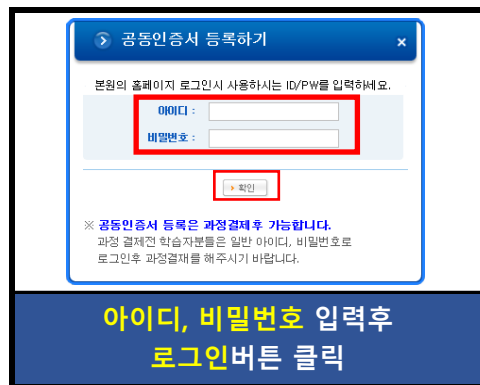 공동인증서 등록하기
본원의 홈페이지 로그인시 사용하시는 ID/PW를 입력하세요.
아이디 :
비밀번호 :
확인
※ 공동인증서 등록은 과정결제후 가능합니다.
과정 결제전 학습자분들은 일반 아이디, 비밀번호로
로그인후 과정결재를 해주시기 바랍니다.
아이디, 비밀번호 입력후
로그인버튼 클릭